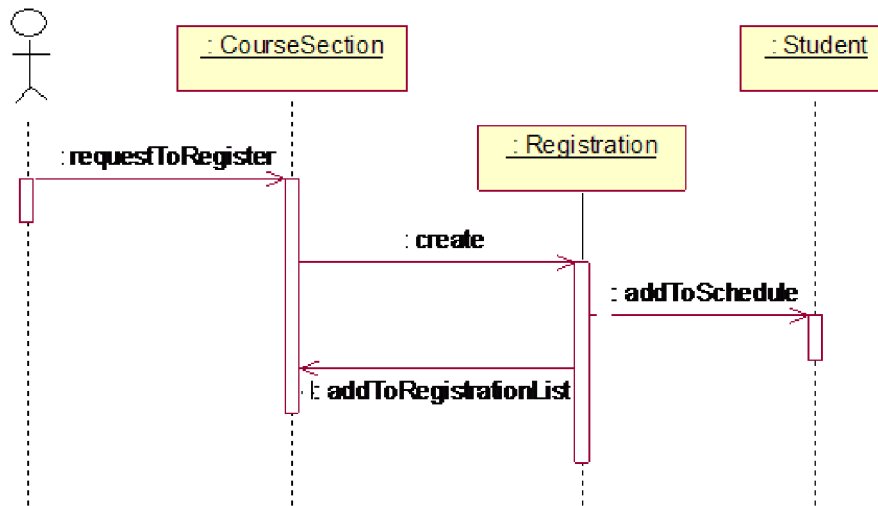 : CourseSection
: Student
: Registration
: requestToRegister
: create
: addToSchedule
: addToRegistrationList